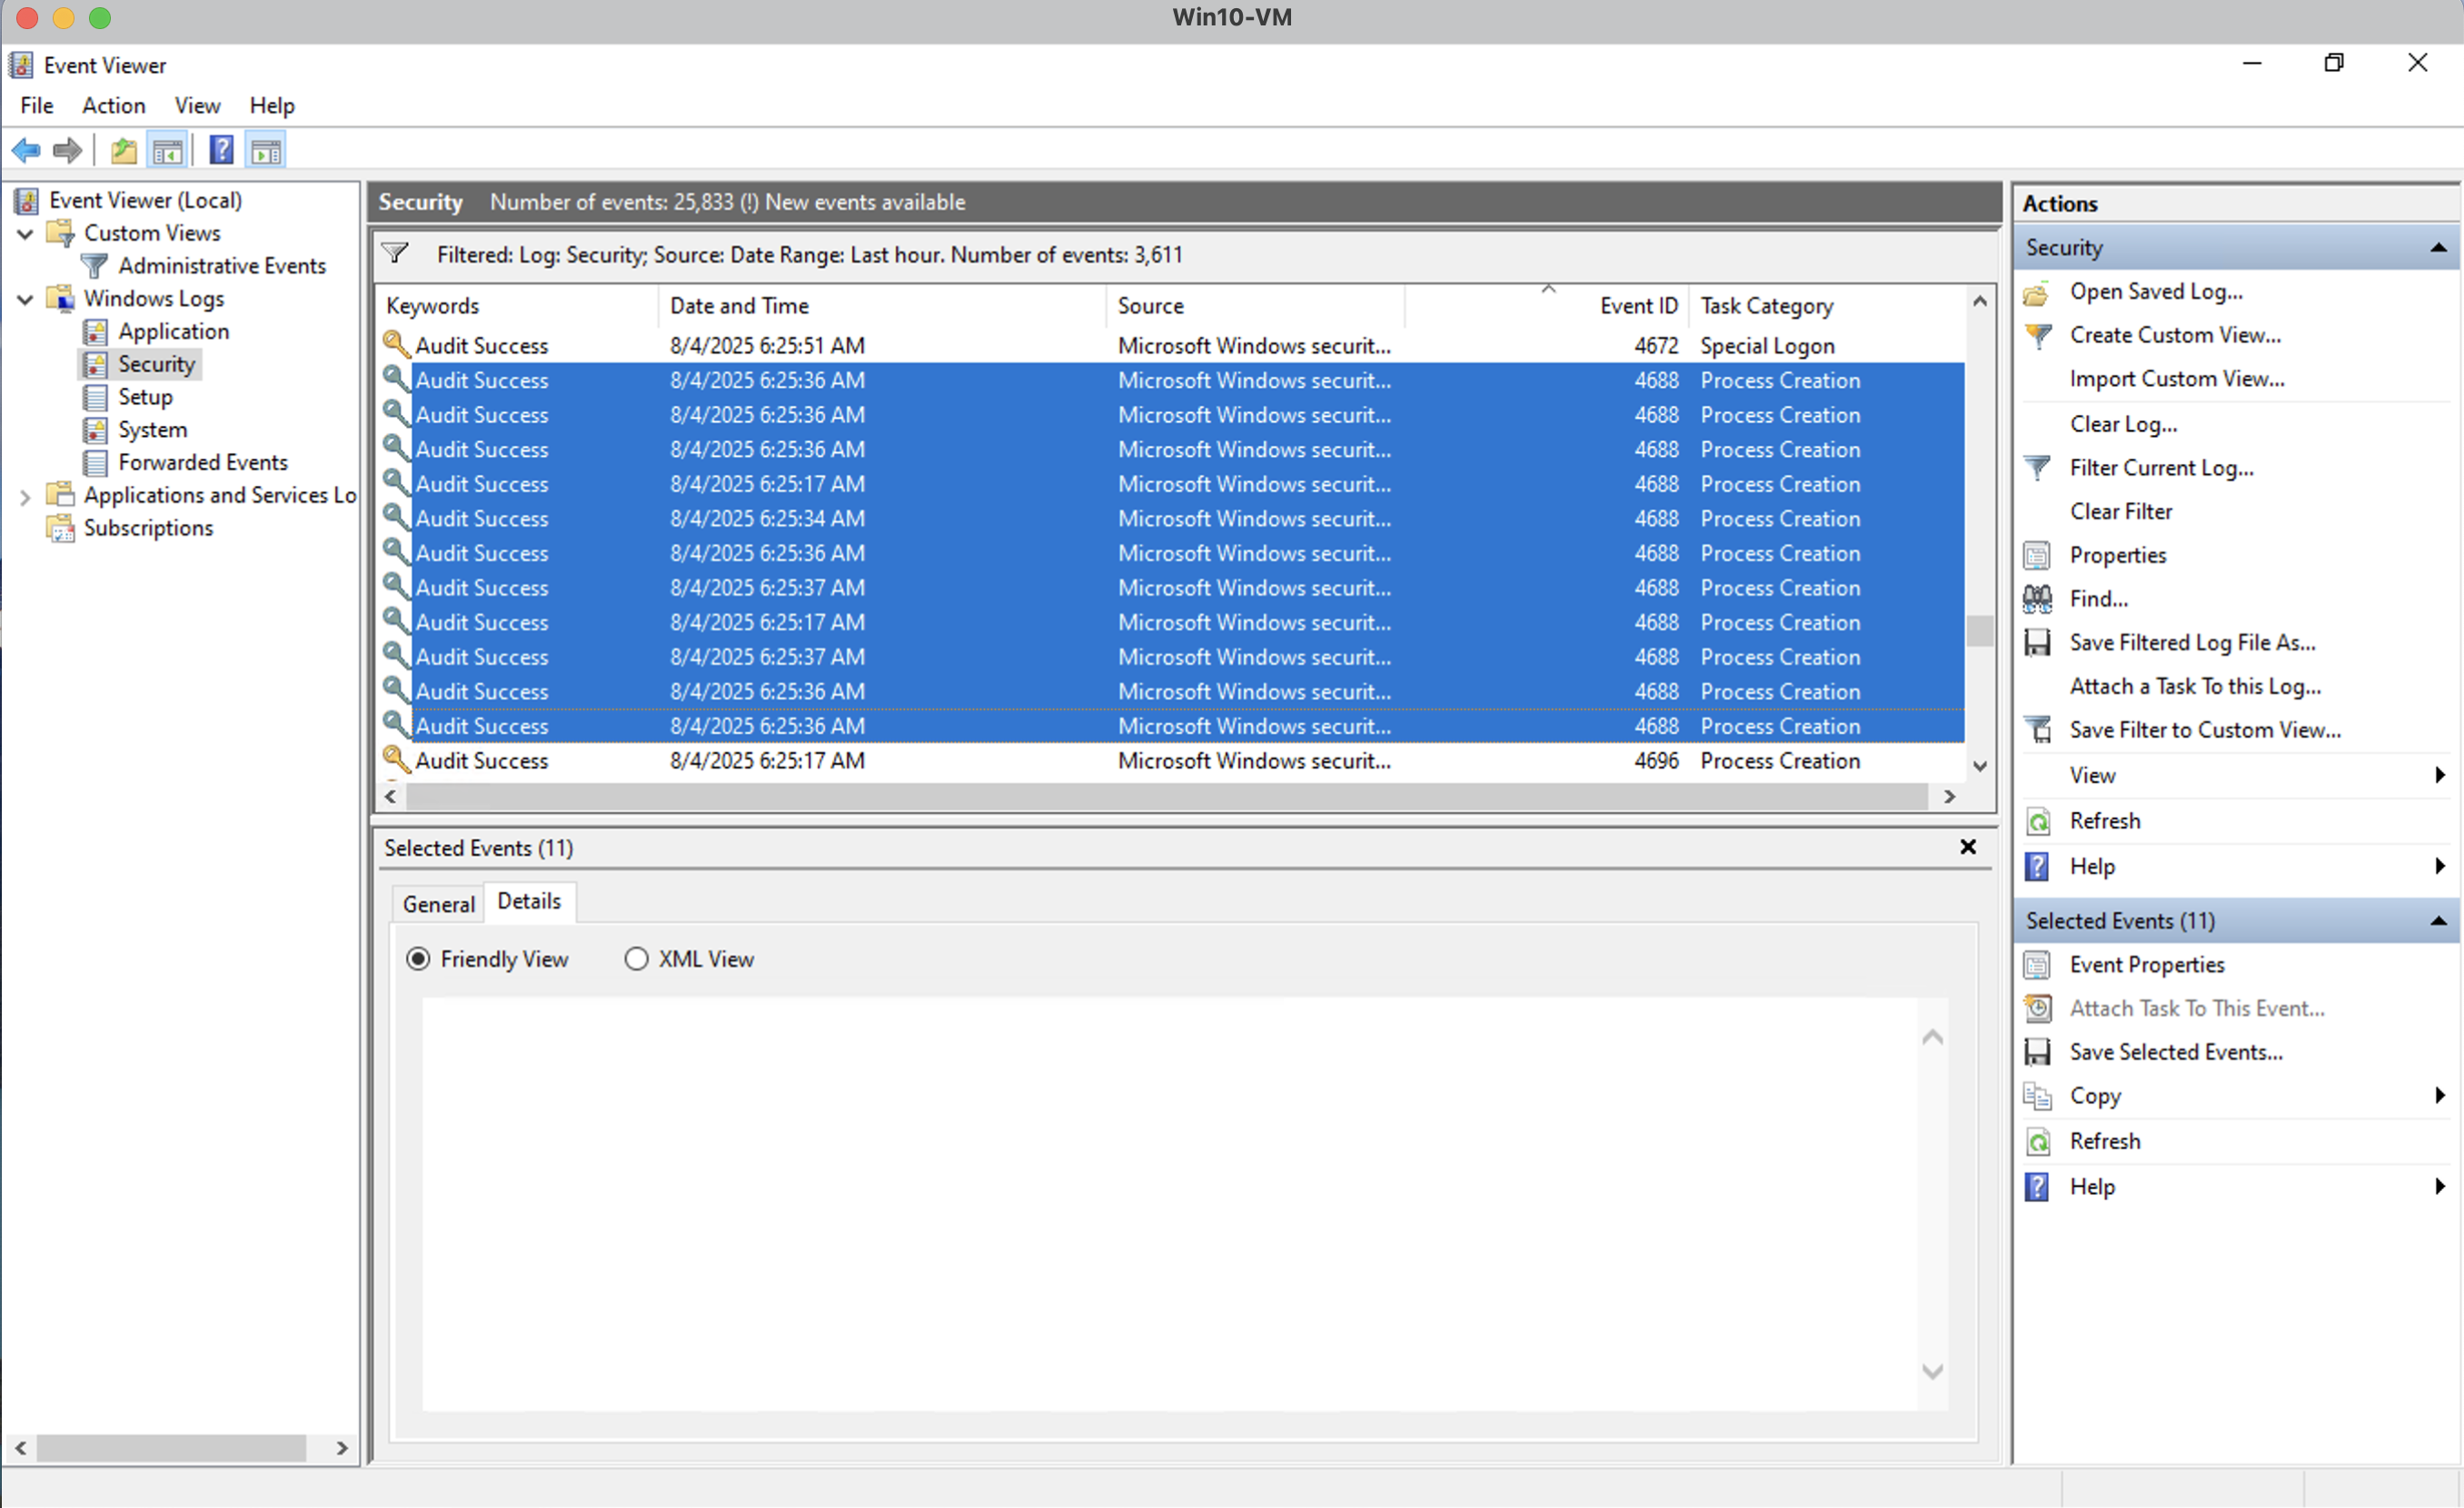 Win10-VM
Event Viewer
File Action View Help
Event Viewer (Local)
Custom Views
Administrative Events
Windows Logs
Application
Security
Setup
System
Forwarded Events
Applications and Services Lo
Subscriptions
Security Number of events: 25,833 (!) New events available
Filtered: Log: Security; Source: Date Range: Last hour. Number of events: 3,611
Keywords Date and Time Source Event ID Task Category
Audit Success 8/4/2025 6:25:51 AM Microsoft Windows securit... 4672 Special Logon
Audit Success 8/4/2025 6:25:36 AM Microsoft Windows securit... 4688 Process Creation
Audit Success 8/4/2025 6:25:36 AM Microsoft Windows securit... 4688 Process Creation
Audit Success 8/4/2025 6:25:36 AM Microsoft Windows securit... 4688 Process Creation
Audit Success 8/4/2025 6:25:17 AM Microsoft Windows securit... 4688 Process Creation
Audit Success 8/4/2025 6:25:34 AM Microsoft Windows securit... 4688 Process Creation
Audit Success 8/4/2025 6:25:36 AM Microsoft Windows securit... 4688 Process Creation
Audit Success 8/4/2025 6:25:37 AM Microsoft Windows securit... 4688 Process Creation
Audit Success 8/4/2025 6:25:17 AM Microsoft Windows securit... 4688 Process Creation
Audit Success 8/4/2025 6:25:37 AM Microsoft Windows securit... 4688 Process Creation
Audit Success 8/4/2025 6:25:36 AM Microsoft Windows securit... 4688 Process Creation
Audit Success 8/4/2025 6:25:36 AM Microsoft Windows securit... 4688 Process Creation
Audit Success 8/4/2025 6:25:17 AM Microsoft Windows securit... 4696 Process Creation
Selected Events (11)
General Details
Friendly View XML View
Actions
Security
Open Saved Log...
Create Custom View...
Import Custom View...
Clear Log...
Filter Current Log...
Clear Filter
Properties
Find...
Save Filtered Log File As...
Attach a Task To this Log...
Save Filter to Custom View...
View
Refresh
Help
Selected Events (11)
Event Properties
Attach Task To This Event...
Save Selected Events...
Copy
Refresh
Help